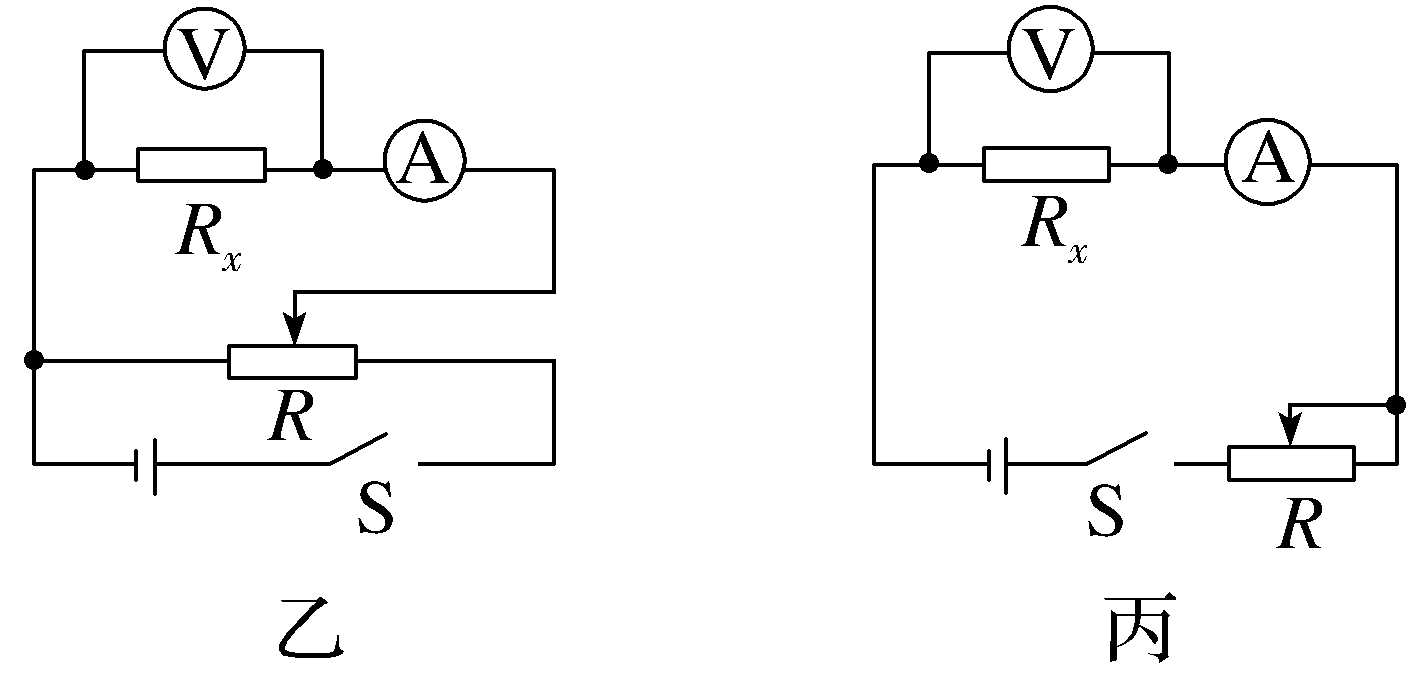 V V
A A
Rₓ Rₓ
R
S S R
乙 丙